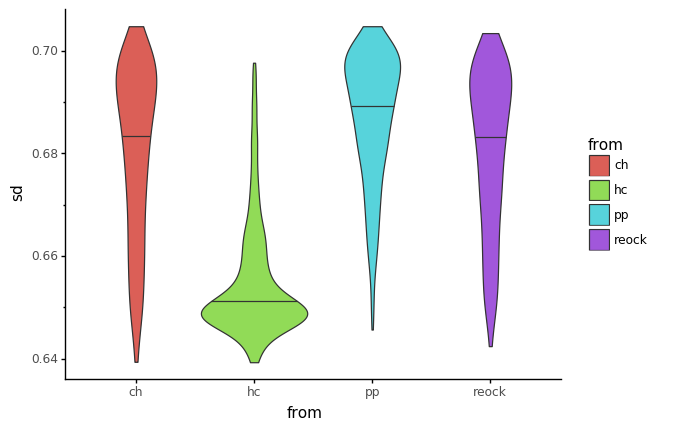 0.70
0.68
0.66
0.64
sd
ch
hc
pp
reock
from
from
ch
hc
pp
reock